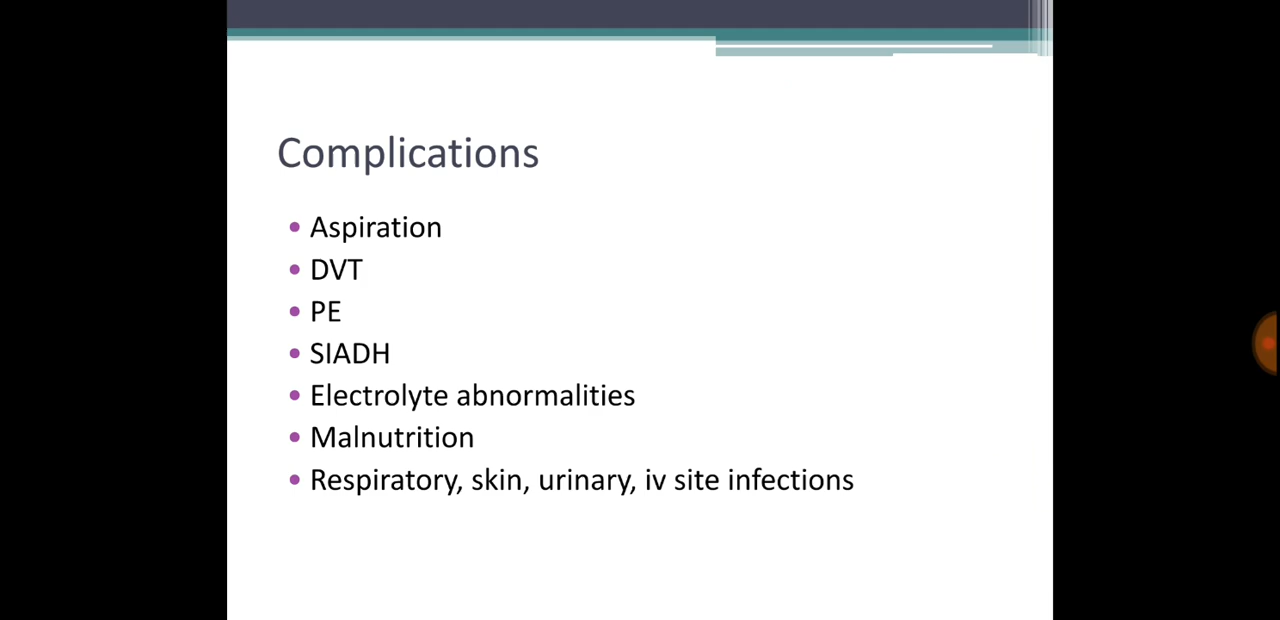 Complications
• Aspiration
• DVT
• PE
• SIADH
• Electrolyte abnormalities
• Malnutrition
• Respiratory, skin, urinary, iv site infections